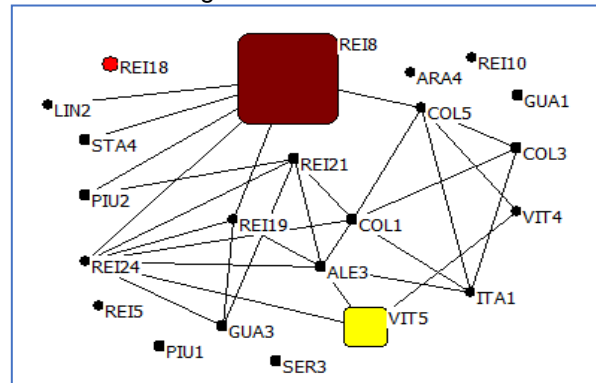 REI8
REI18
REI10
ARA4
GUA1
LIN2
COL5
STA4
COL3
REI21
PIU2
VIT4
REI19
COL1
REI24
ALE3
ITA1
REI5
VIT5
GUA3
PIU1
SER3